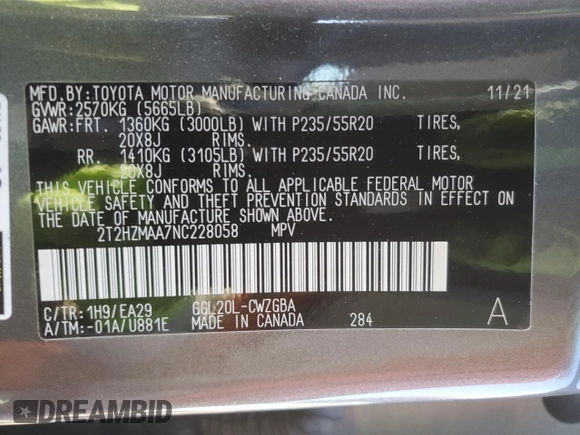 MFD.BY:TOYOTA MOTOR MANUFACTURING CANADA INC. 11/21
GVWR:2570KG (5665LB)
GAWR:FRT. 1360KG (3000LB) WITH P235/55R20 TIRES,
20X8J RIMS.
RR. 1410KG (3105LB) WITH P235/55R20 TIRES,
20X8J RIMS.
THIS VEHICLE CONFORMS TO ALL APPLICABLE FEDERAL MOTOR
VEHICLE SAFETY AND THEFT PREVENTION STANDARDS IN EFFECT ON
THE DATE OF MANUFACTURE SHOWN ABOVE.
2T2HZMAA7NC228058 MPV
C/TR:1H9/EA29 GGL20L-CWZGBA
A/TM:-01A/U881E MADE IN CANADA 284 A
DREAMBID